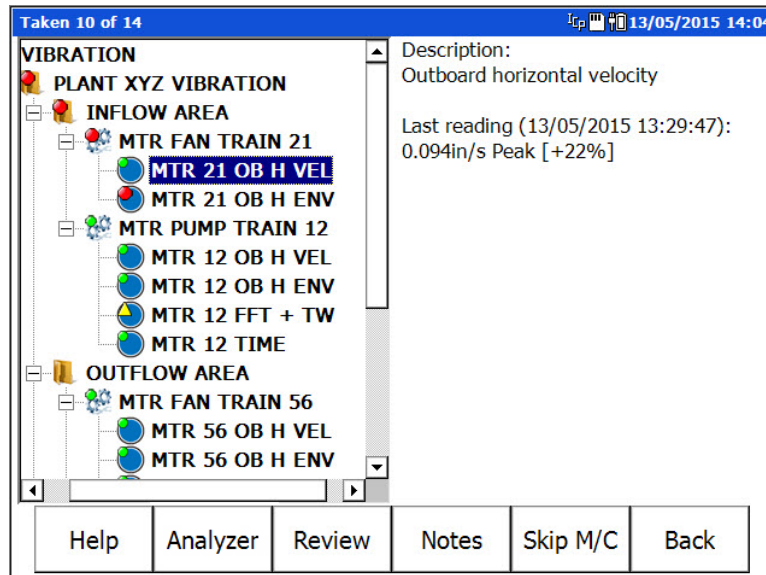 Taken 10 of 14
ICP
13/05/2015 14:04
VIBRATION
PLANT XYZ VIBRATION
INFLOW AREA
MTR FAN TRAIN 21
MTR 21 OB H VEL
MTR 21 OB H ENV
MTR PUMP TRAIN 12
MTR 12 OB H VEL
MTR 12 OB H ENV
MTR 12 FFT + TW
MTR 12 TIME
OUTFLOW AREA
MTR FAN TRAIN 56
MTR 56 OB H VEL
MTR 56 OB H ENV
Description:
Outboard horizontal velocity
Last reading (13/05/2015 13:29:47):
0.094in/s Peak [+22%]
Help
Analyzer
Review
Notes
Skip M/C
Back